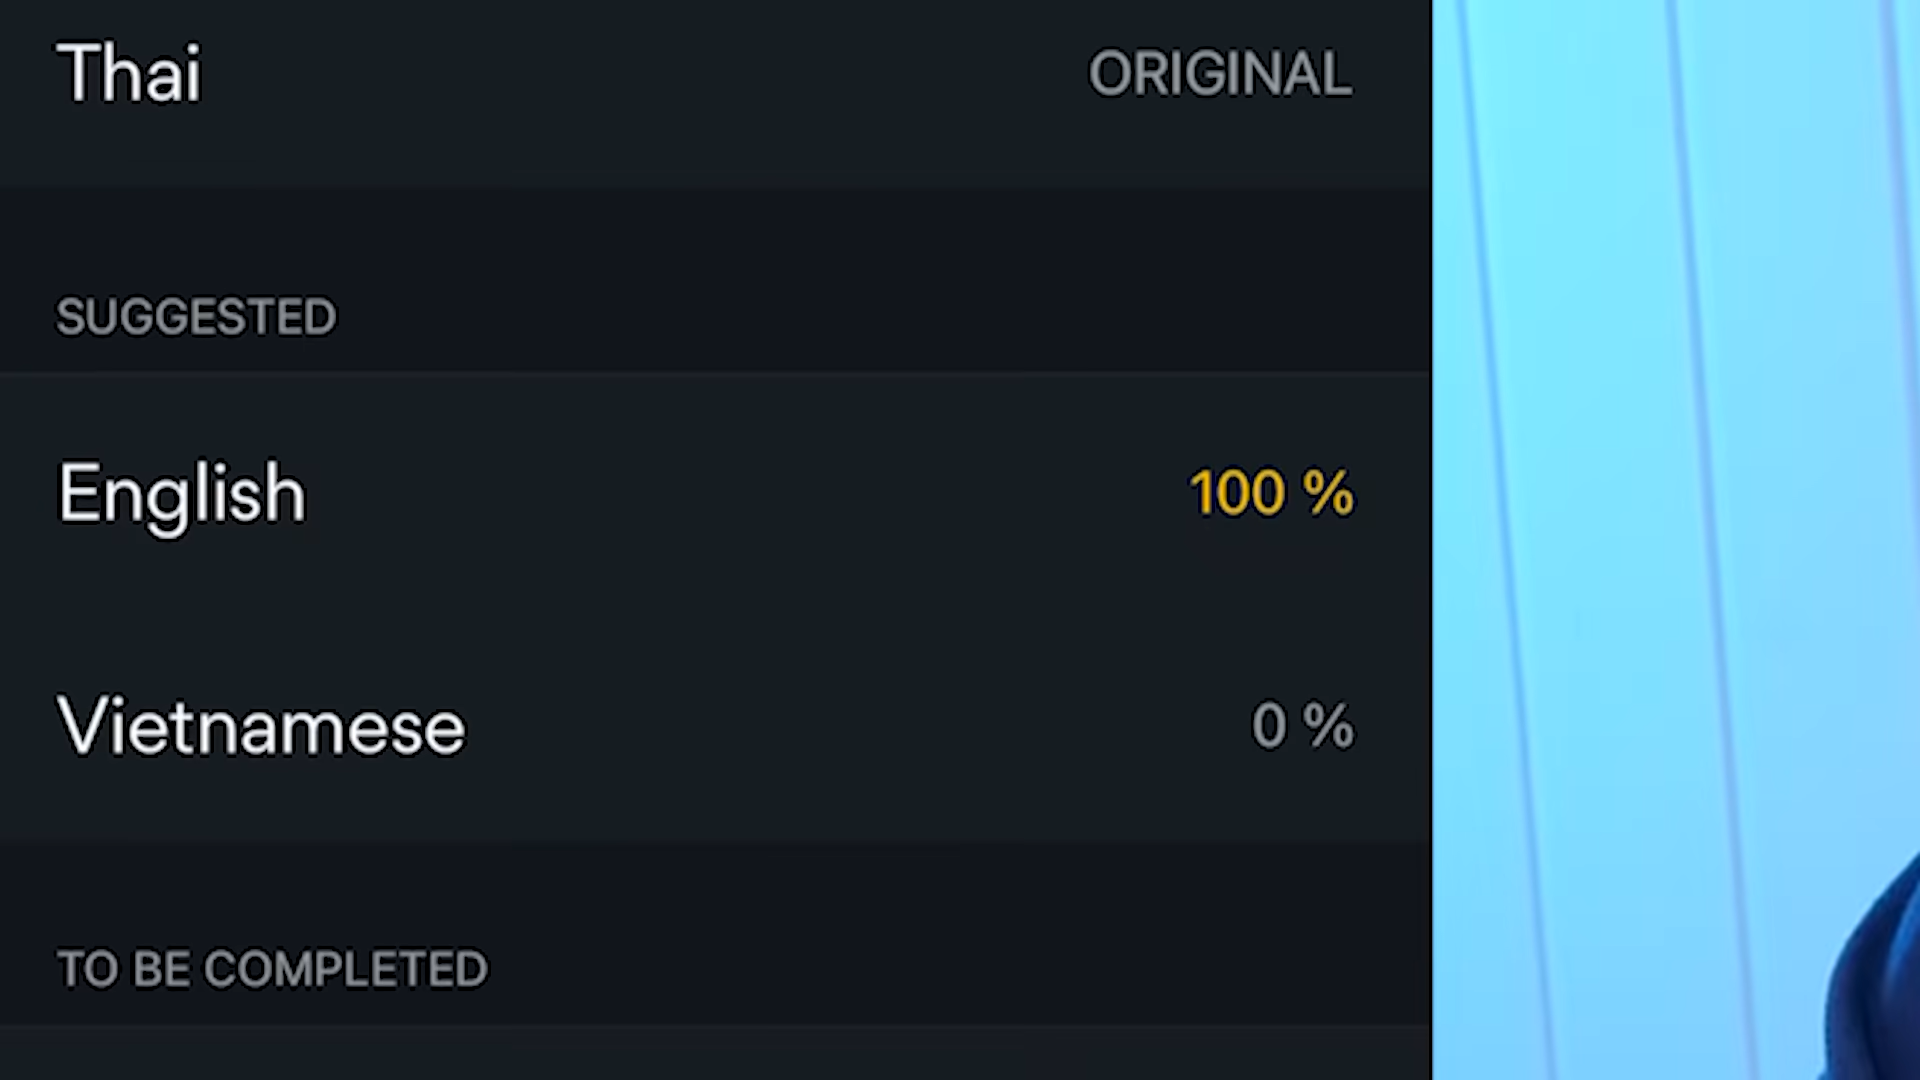 Thai ORIGINAL
SUGGESTED
English 100 %
Vietnamese 0 %
TO BE COMPLETED